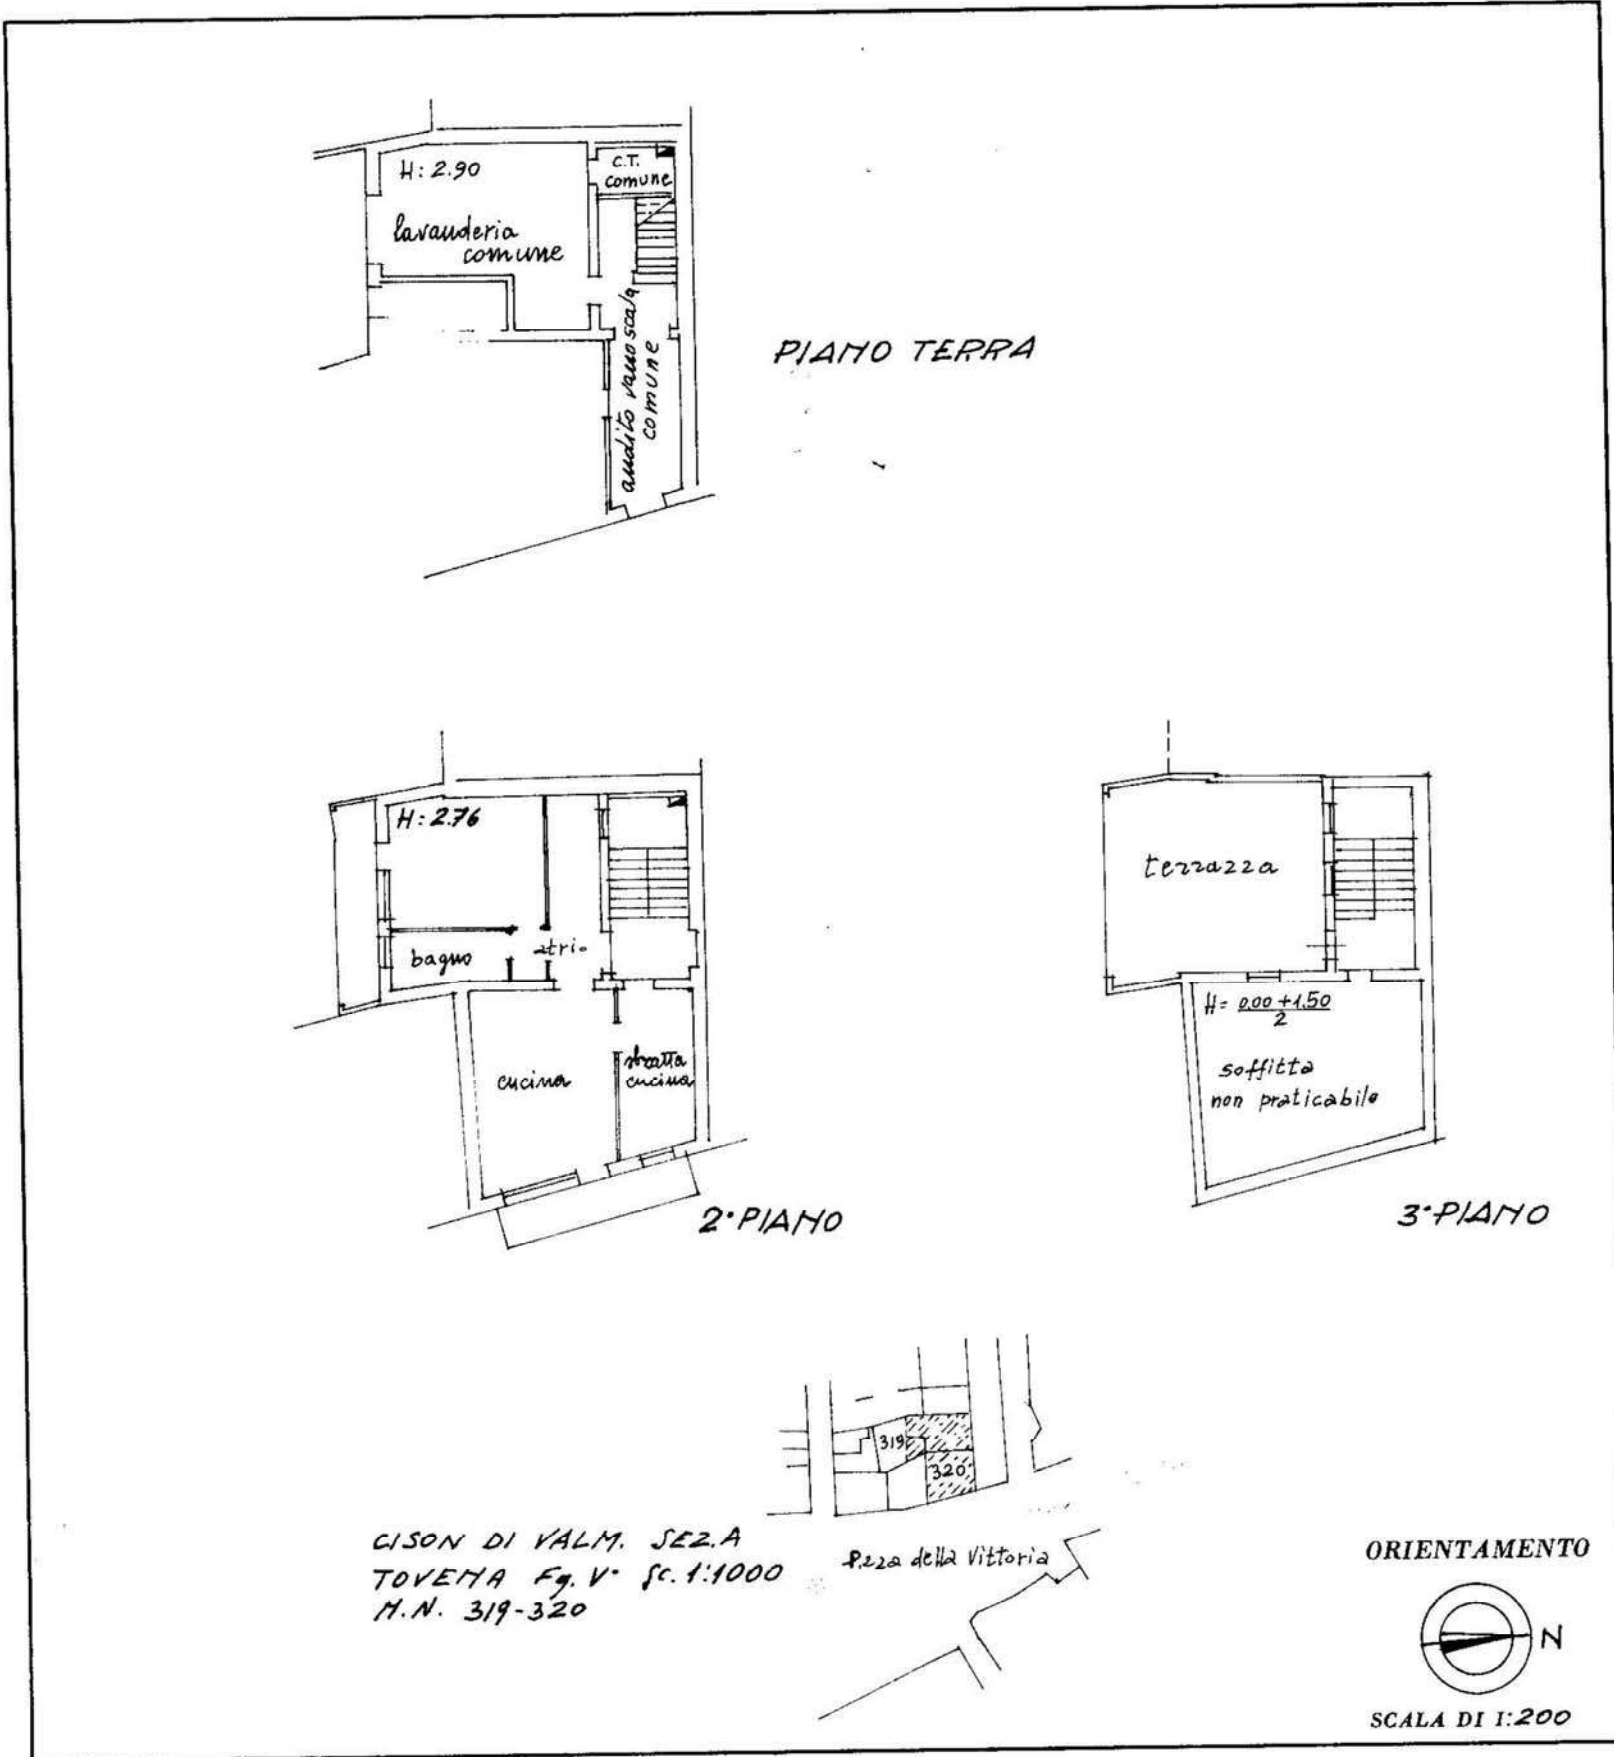 H: 2.90
C.T.
comune
lavanderia
comune
andito vano scala
comune
PIANO TERRA
H: 2.76
bagno
atrio
cucina
sbratta
cucina
2° PIANO
terrazza
H= 0.00 + 1.50
2
soffitta
non praticabile
3° PIANO
319
320
CISON DI VALM. SEZ. A
TOVENA Fg. V° Sc. 1:1000
M.N. 319-320
P.zza della Vittoria
ORIENTAMENTO
N
SCALA DI 1:200